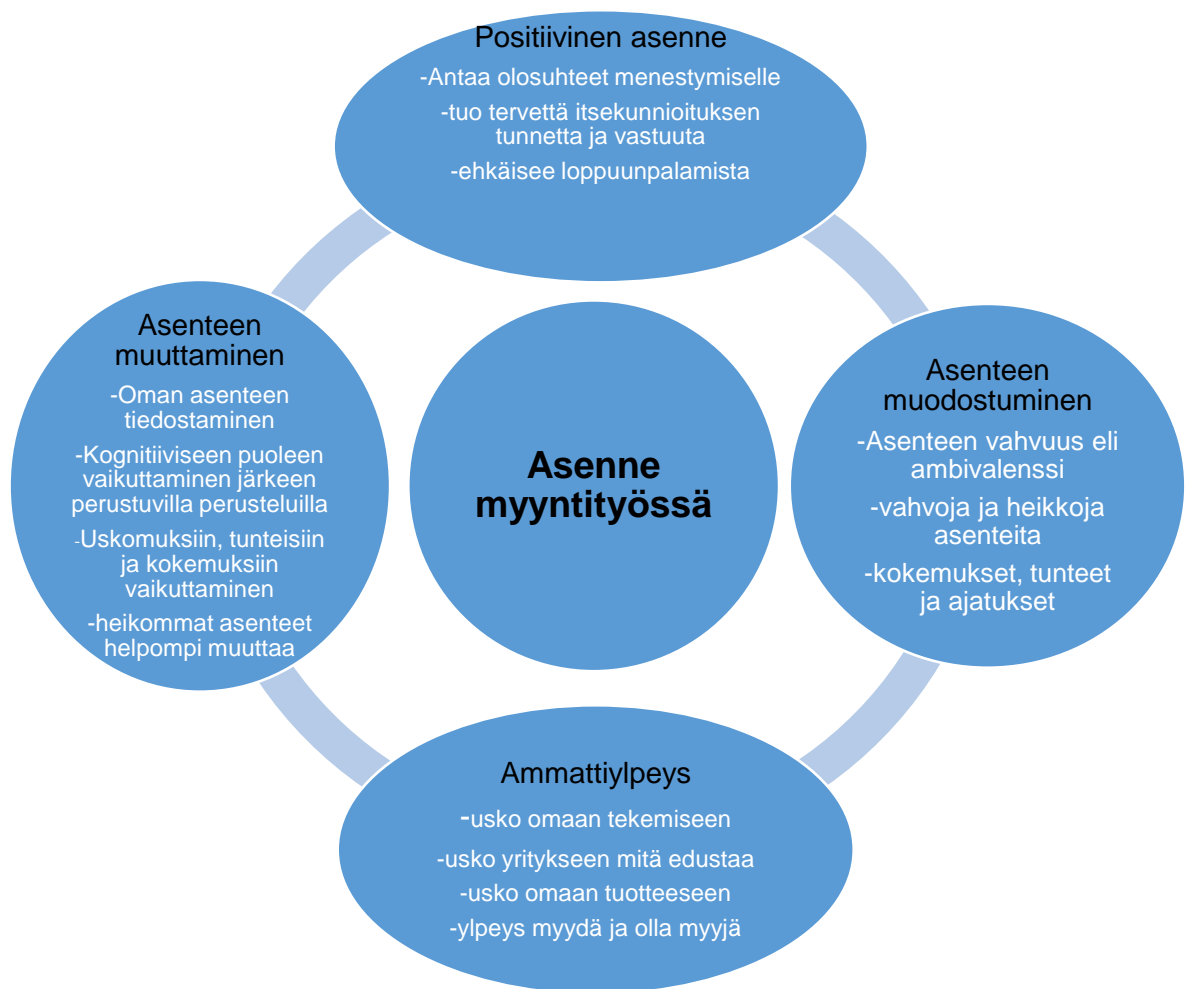 Positiivinen asenne
-Antaa olosuhteet menestymiselle
-tuo tervettä itsekunnioituksen
tunnetta ja vastuuta
-ehkäisee loppuunpalamista
Asenteen
muodostuminen
-Asenteen vahvuus eli
ambivalenssi
-vahvoja ja heikkoja
asenteita
-kokemukset, tunteet
ja ajatukset
Ammattiylpeys
-usko omaan tekemiseen
-usko yritykseen mitä edustaa
-usko omaan tuotteeseen
-ylpeys myydä ja olla myyjä
Asenteen
muuttaminen
-Oman asenteen
tiedostaminen
-Kognitiiviseen puoleen
vaikuttaminen järkeen
perustuvilla perusteluilla
-Uskomuksiin, tunteisiin
ja kokemuksiin
vaikuttaminen
-heikommat asenteet
helpompi muuttaa
Asenne
myyntityössä